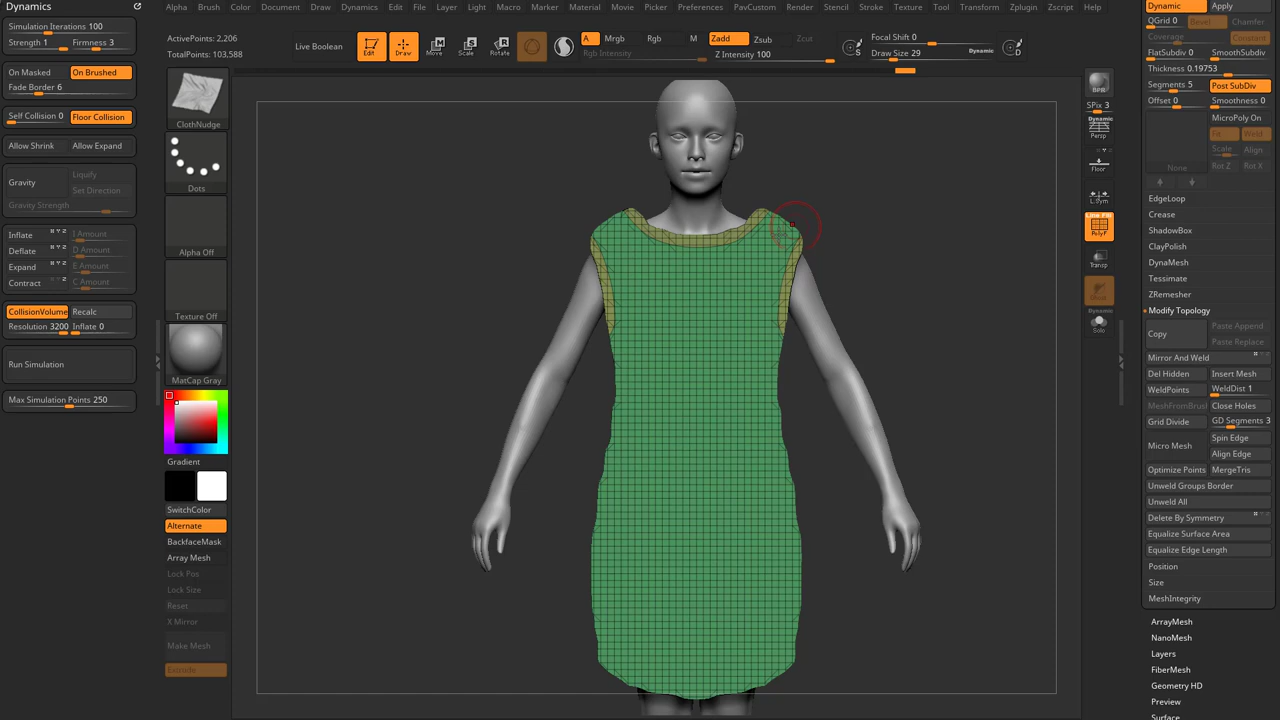 Dynamics
Simulation Iterations 100
Strength 1 Firmness 3
On Masked On Brushed
Fade Border 6
Self Collision 0 Floor Collision
Allow Shrink Allow Expand
Gravity
Liquify
Set Direction
Gravity Strength
Inflate I Amount
Deflate D Amount
Expand E Amount
Contract C Amount
CollisionVolume Recalc
Resolution 3200 Inflate 0
Run Simulation
Max Simulation Points 250
Alpha Brush Color Document Draw Dynamics Edit File Layer Light Macro Marker Material Movie Picker Preferences PavCustom Render Stencil Stroke Texture Tool Transform Zplugin Zscript Help
ActivePoints: 2,206
TotalPoints: 103,588
Live Boolean
Edit Draw Move Scale Rotate
A Mrgb Rgb M
Rgb Intensity
Zadd Zsub Zcut
Z Intensity 100
S
Focal Shift 0
Draw Size 29 Dynamic
D
ClothNudge
Dots
Alpha Off
Texture Off
MatCap Gray
Gradient
SwitchColor
Alternate
BackfaceMask
Array Mesh
Lock Pos
Lock Size
Reset
X Mirror
Make Mesh
Extrude
BPR
SPix 3
Dynamic
Persp
Floor
L.Sym
Line Fill
PolyF
Transp
Dynamic
Solo
Dynamic Apply
QGrid 0 Bevel Chamfer
Coverage Constant
FlatSubdiv 0 SmoothSubdiv
Thickness 0.19753
Segments 5 Post SubDiv
Offset 0 Smoothness 0
MicroPoly On
Fit Weld
Scale Align
Rot Z Rot X
None
EdgeLoop
Crease
ShadowBox
ClayPolish
DynaMesh
Tessimate
ZRemesher
Modify Topology
Copy
Paste Append
Paste Replace
Mirror And Weld
Del Hidden Insert Mesh
WeldPoints WeldDist 1
MeshFromBrush Close Holes
Grid Divide GD Segments 3
Micro Mesh
Spin Edge
Align Edge
Optimize Points MergeTris
Unweld Groups Border
Unweld All
Delete By Symmetry
Equalize Surface Area
Equalize Edge Length
Position
Size
MeshIntegrity
ArrayMesh
NanoMesh
Layers
FiberMesh
Geometry HD
Preview
Surface